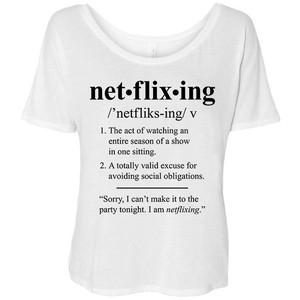 net•flix•ing
/’netfliks-ing/ v
1. The act of watching an
entire season of a show
in one sitting.
2. A totally valid excuse for
avoiding social obligations.
“Sorry, I can’t make it to the
party tonight. I am netflixing.”